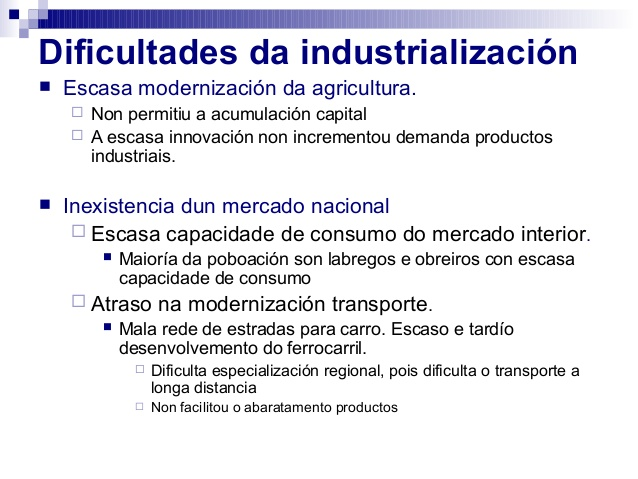 Dificultades da industrialización
Escasa modernización da agricultura.
Non permitiu a acumulación capital
A escasa innovación non incrementou demanda productos
industriais.
Inexistencia dun mercado nacional
Escasa capacidade de consumo do mercado interior.
Maioría da poboación son labregos e obreiros con escasa
capacidade de consumo
Atraso na modernización transporte.
Mala rede de estradas para carro. Escaso e tardío
desenvolvemento do ferrocarril.
Dificulta especialización regional, pois dificulta o transporte a
longa distancia
Non facilitou o abaratamento productos